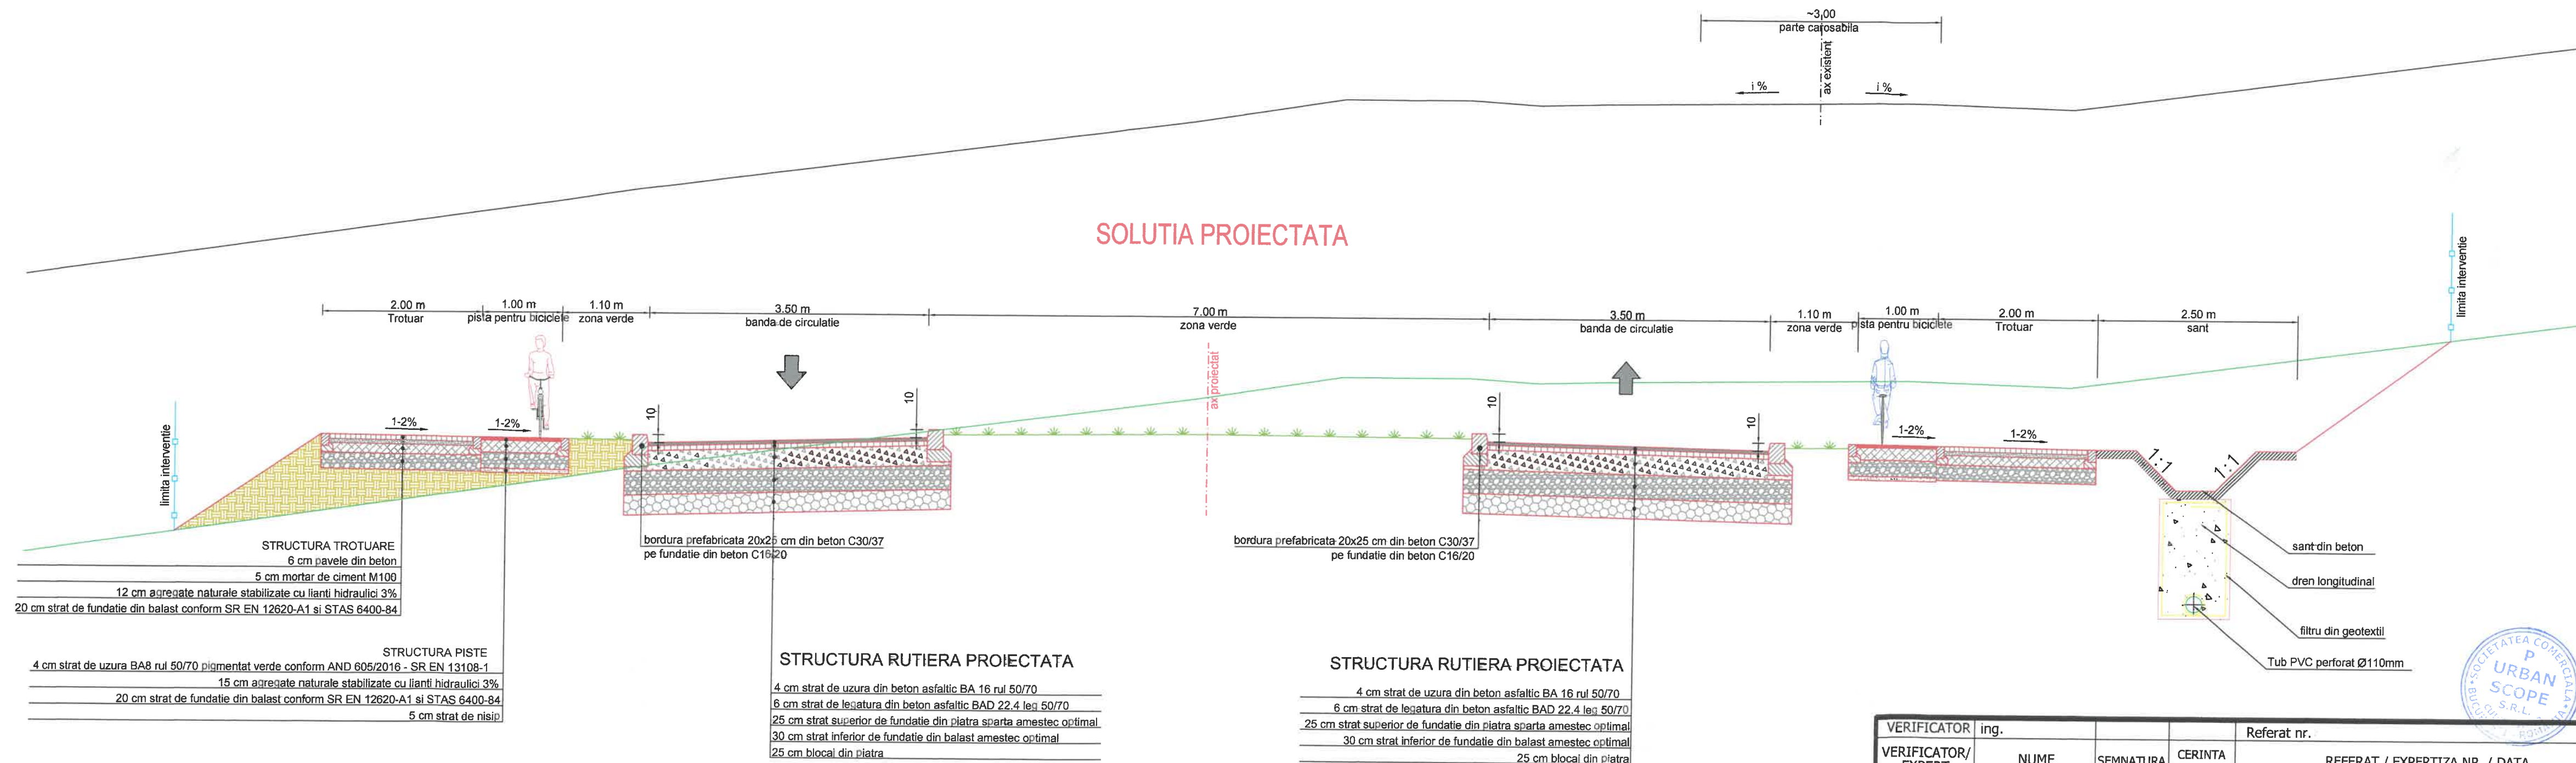 ~3,00
parte carosabila
ax existent
i %
i %
SOLUTIA PROIECTATA
limita interventie
2.00 m
Trotuar
1.00 m
pista pentru biciclete
1.10 m
zona verde
3.50 m
banda de circulatie
7.00 m
zona verde
3.50 m
banda de circulatie
1.10 m
zona verde
1.00 m
pista pentru biciclete
2.00 m
Trotuar
2.50 m
sant
ax proiectat
limita interventie
1-2%
1-2%
10
10
10
10
1-2%
1-2%
1:1
1:1
STRUCTURA TROTUARE
6 cm pavele din beton
5 cm mortar de ciment M100
12 cm agregate naturale stabilizate cu lianti hidraulici 3%
20 cm strat de fundatie din balast conform SR EN 12620-A1 si STAS 6400-84
bordura prefabricata 20x25 cm din beton C30/37
pe fundatie din beton C16/20
bordura prefabricata 20x25 cm din beton C30/37
pe fundatie din beton C16/20
sant din beton
dren longitudinal
filtru din geotextil
Tub PVC perforat Ø110mm
STRUCTURA PISTE
4 cm strat de uzura BA8 rul 50/70 pigmentat verde conform AND 605/2016 - SR EN 13108-1
15 cm agregate naturale stabilizate cu lianti hidraulici 3%
20 cm strat de fundatie din balast conform SR EN 12620-A1 si STAS 6400-84
5 cm strat de nisip
STRUCTURA RUTIERA PROIECTATA
4 cm strat de uzura din beton asfaltic BA 16 rul 50/70
6 cm strat de legatura din beton asfaltic BAD 22.4 leg 50/70
25 cm strat superior de fundatie din piatra sparta amestec optimal
30 cm strat inferior de fundatie din balast amestec optimal
25 cm blocaj din piatra
STRUCTURA RUTIERA PROIECTATA
4 cm strat de uzura din beton asfaltic BA 16 rul 50/70
6 cm strat de legatura din beton asfaltic BAD 22.4 leg 50/70
25 cm strat superior de fundatie din piatra sparta amestec optimal
30 cm strat inferior de fundatie din balast amestec optimal
25 cm blocaj din piatra
SOCIETATEA COMERCIALA
P
URBAN
SCOPE
S.R.L.
VERIFICATOR ing. Referat nr.
VERIFICATOR/
EXPERT NUME SEMNATURA CERINTA REFERAT / EXPERTIZA NR. / DATA